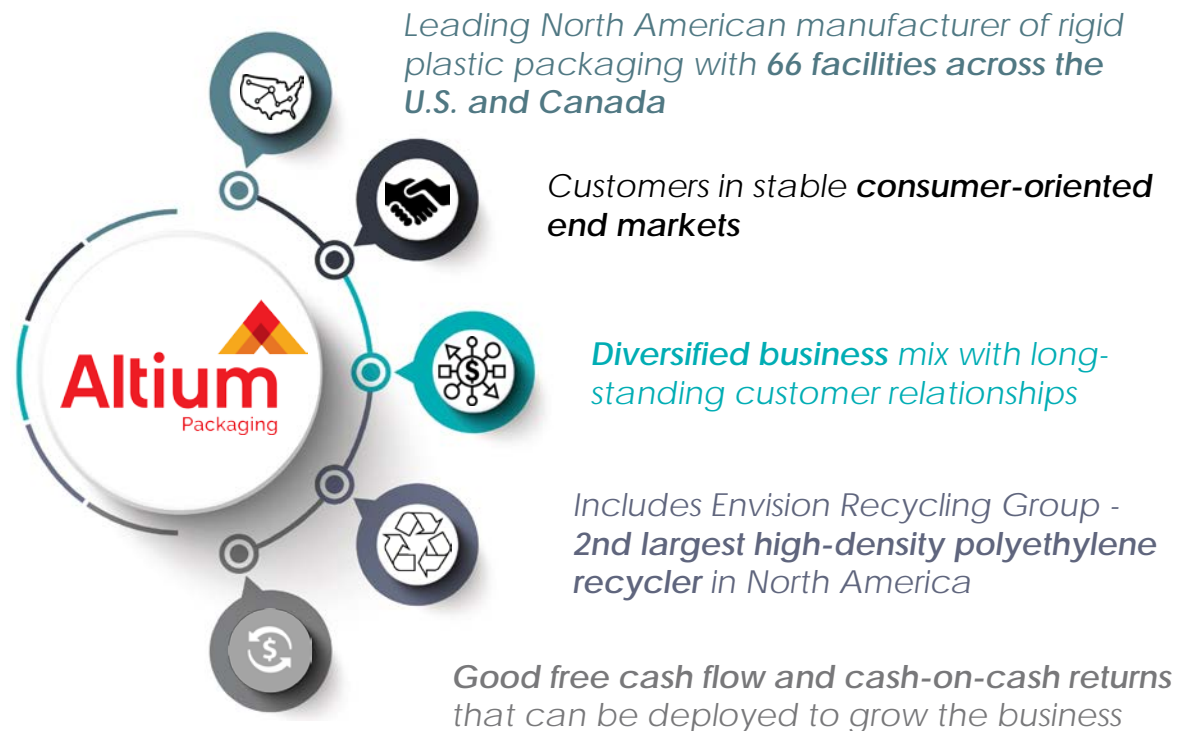 Leading North American manufacturer of rigid
plastic packaging with 66 facilities across the
U.S. and Canada
Customers in stable consumer-oriented
end markets
Altium
Packaging
$
Diversified business mix with long-
standing customer relationships
Includes Envision Recycling Group -
2nd largest high-density polyethylene
recycler in North America
$
Good free cash flow and cash-on-cash returns
that can be deployed to grow the business